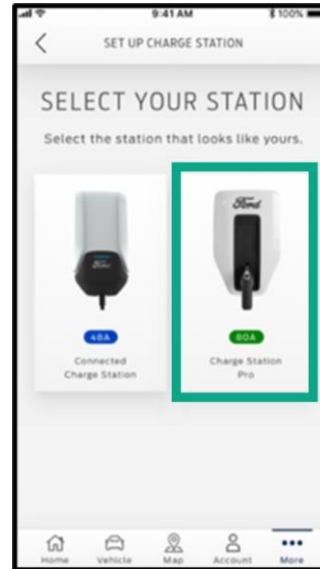 9:41 AM
100%
SET UP CHARGE STATION
SELECT YOUR STATION
Select the station that looks like yours.
Ford
Ford
48A
80A
Connected
Charge Station
Charge Station
Pro
Home
Vehicle
Map
Account
More